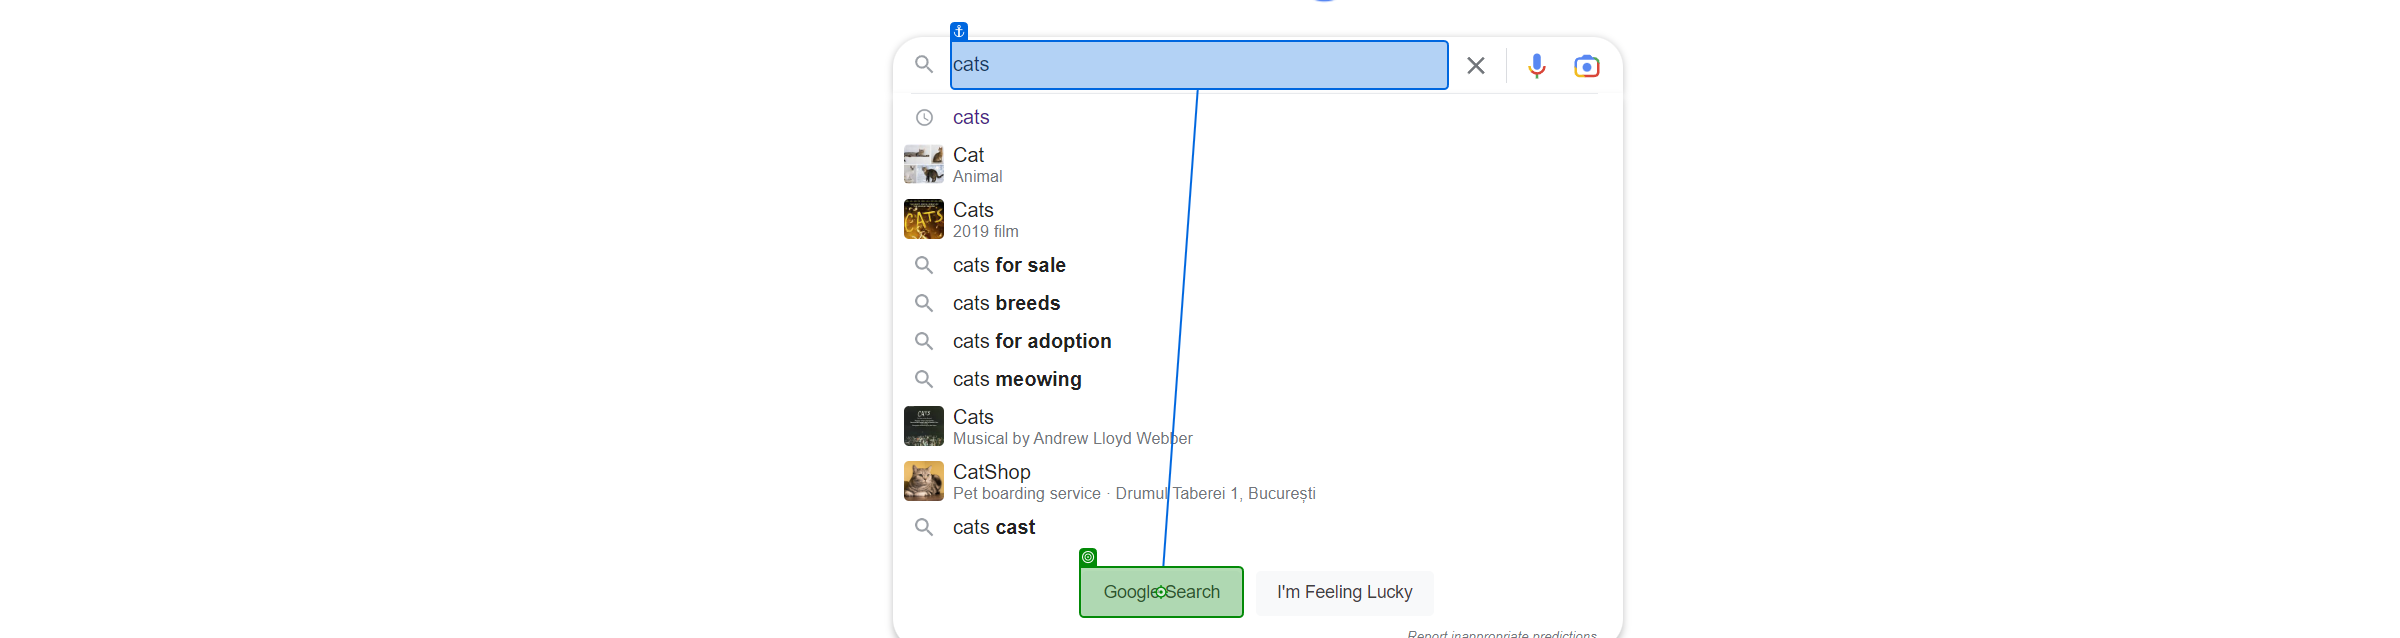 cats
cats
Cat
Animal
CATS
Cats
2019 film
cats for sale
cats breeds
cats for adoption
cats meowing
CATS
Cats
Musical by Andrew Lloyd Webber
CatShop
Pet boarding service · Drumul Taberei 1, București
cats cast
Google Search
I'm Feeling Lucky
Report inappropriate predictions